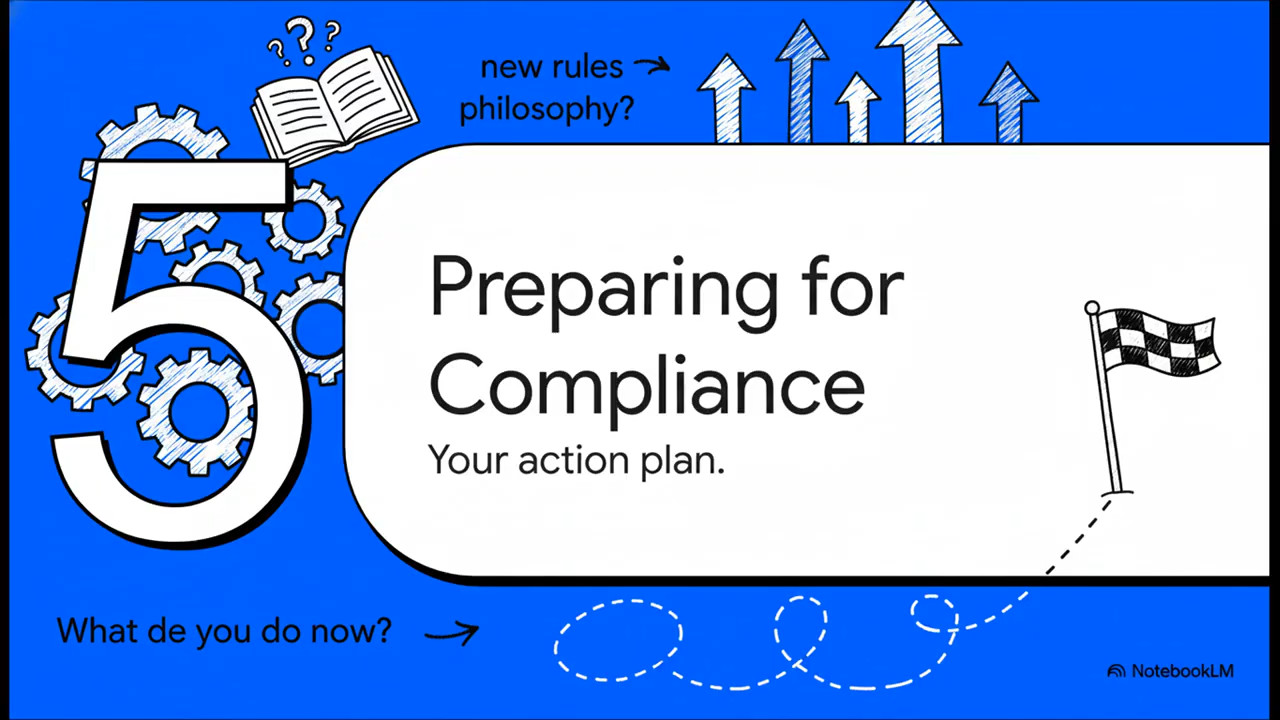 ???
new rules
philosophy?
5
Preparing for
Compliance
Your action plan.
What de you do now?
NotebookLM